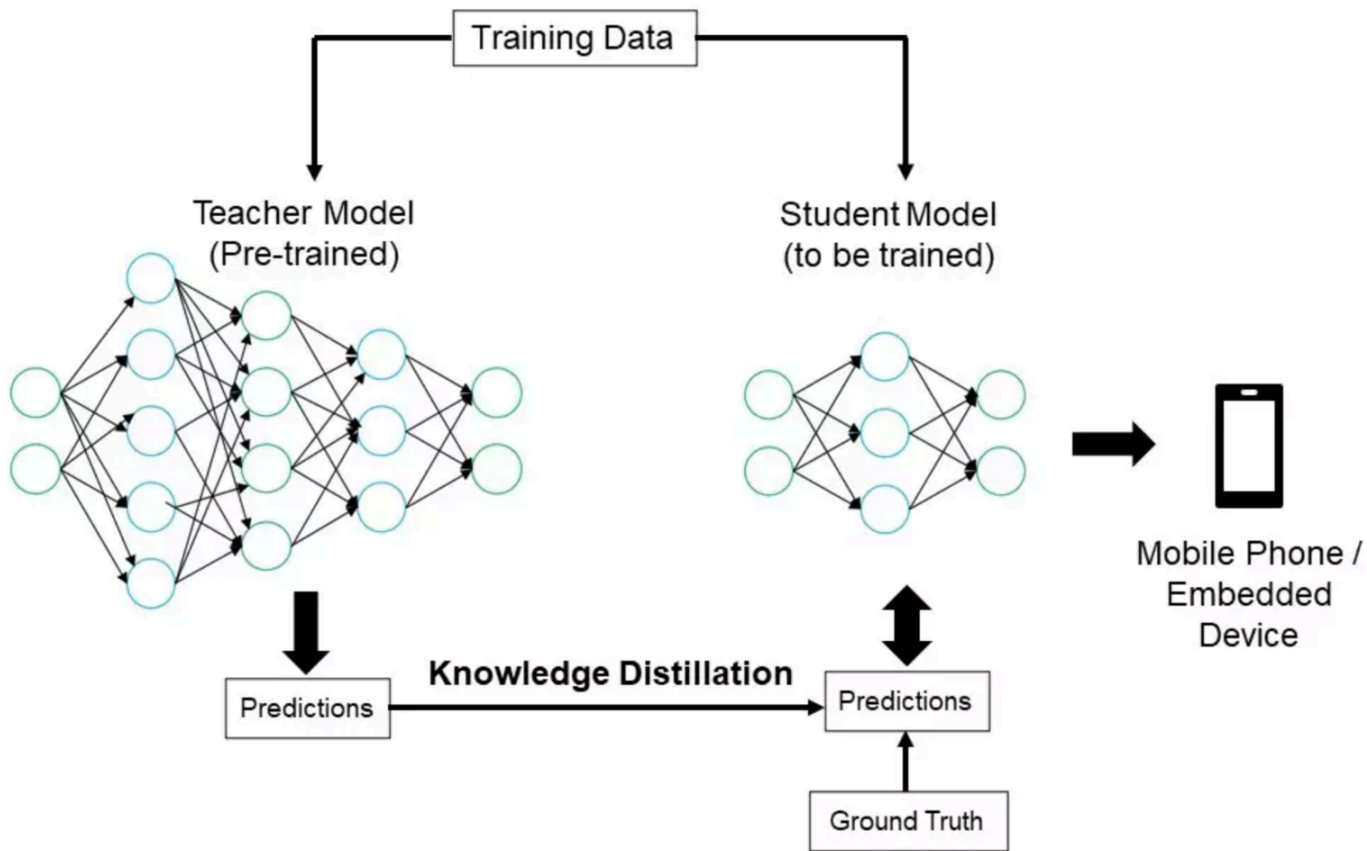 Training Data
Teacher Model
(Pre-trained)
Student Model
(to be trained)
Mobile Phone /
Embedded
Device
Knowledge Distillation
Predictions
Predictions
Ground Truth